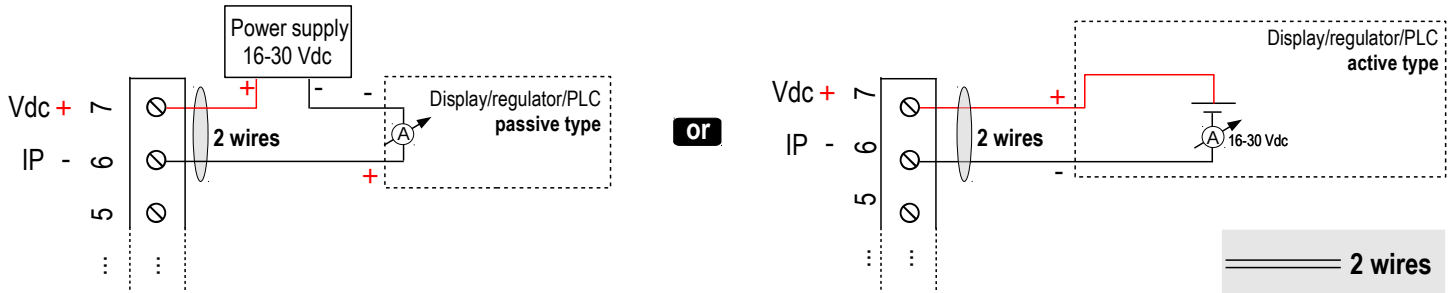 Power supply
16-30 Vdc
+ - -
Vdc + 7
Display/regulator/PLC
passive type
A
2 wires
IP - 6
+
5
...
...
or
Display/regulator/PLC
active type
Vdc + 7
+
IP - 6
2 wires
A 16-30 Vdc
-
5
...
...
2 wires